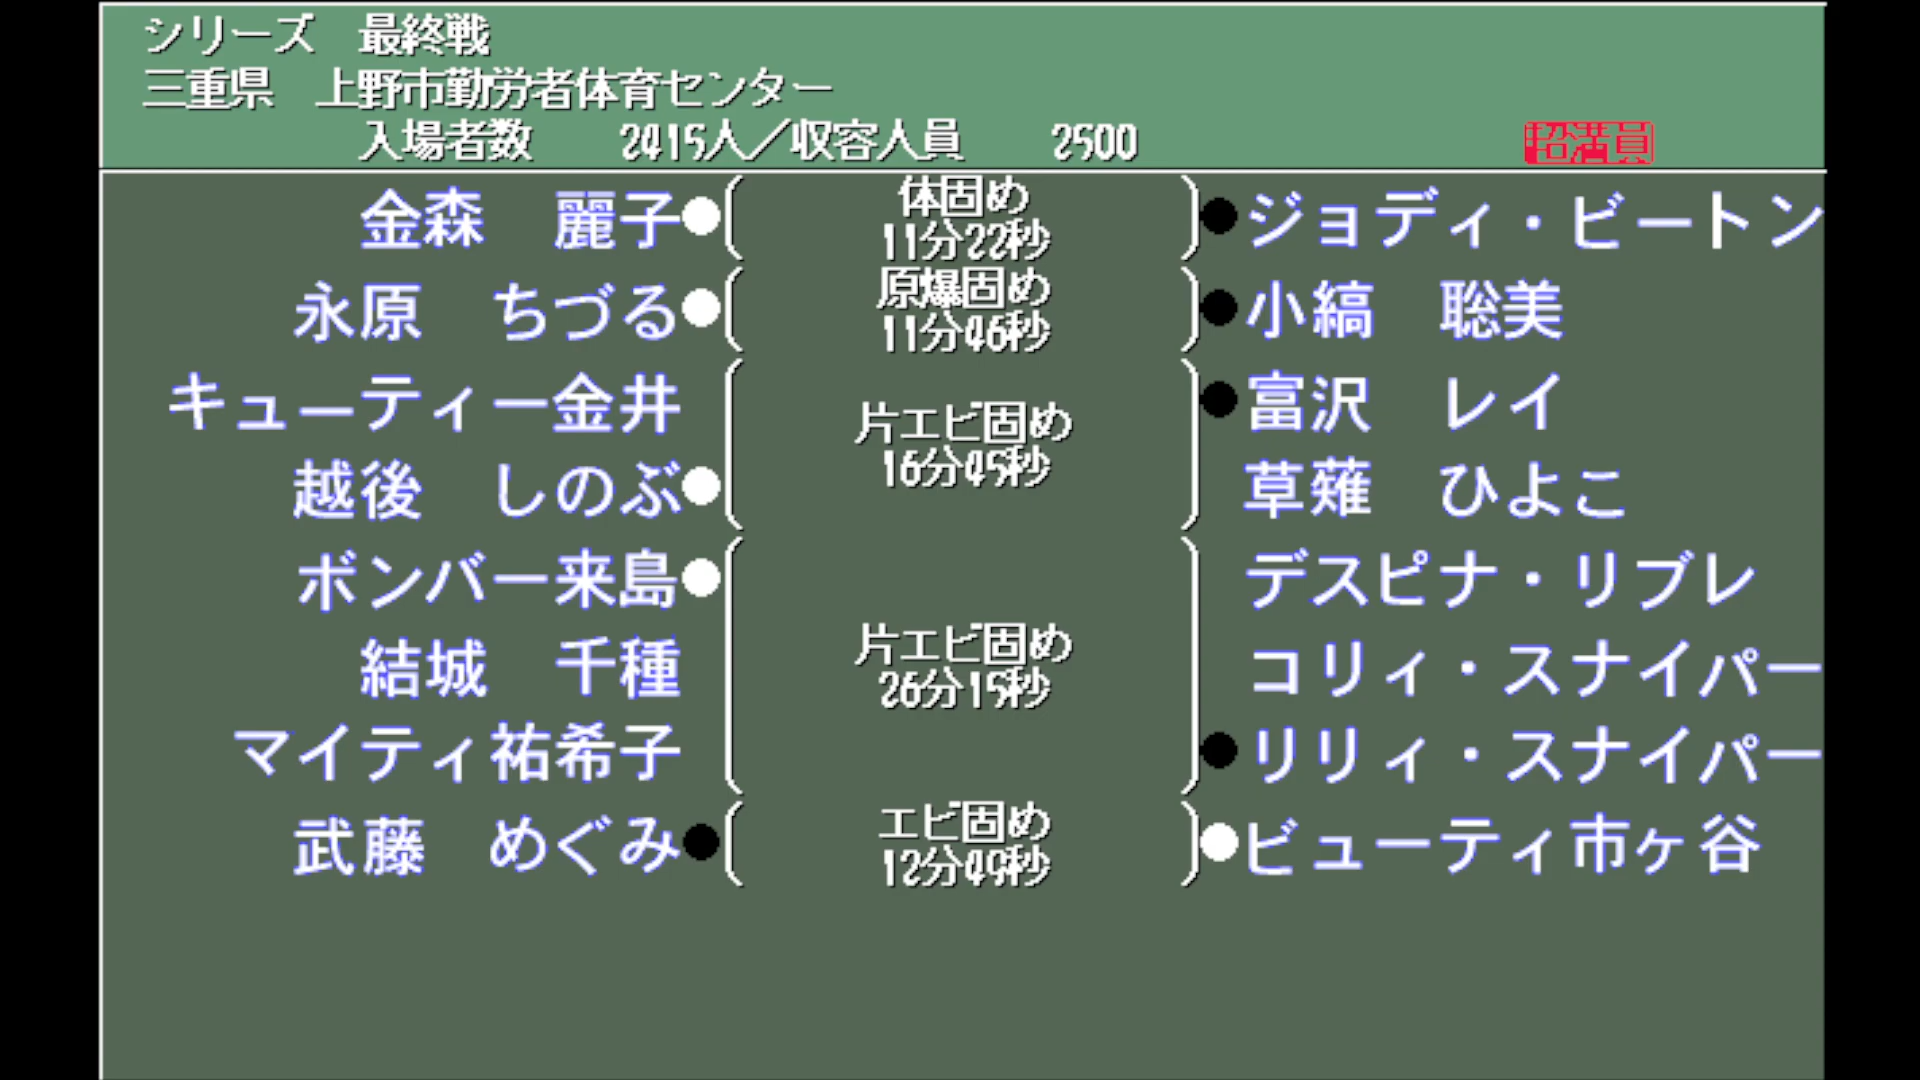 シリーズ　最終戦
三重県　上野市勤労者体育センター
入場者数　2415人／収容人員　2500　超満員
金森　麗子 体固め ジョディ・ビートン
11分22秒
永原　ちづる 原爆固め 小縞　聡美
11分46秒
キューティー金井 片エビ固め 富沢　レイ
16分45秒
越後　しのぶ 草薙　ひよこ
ボンバー来島 デスピナ・リブレ
結城　千種 片エビ固め コリィ・スナイパー
26分15秒
マイティ祐希子 リリィ・スナイパー
武藤　めぐみ エビ固め ビューティ市ヶ谷
12分49秒